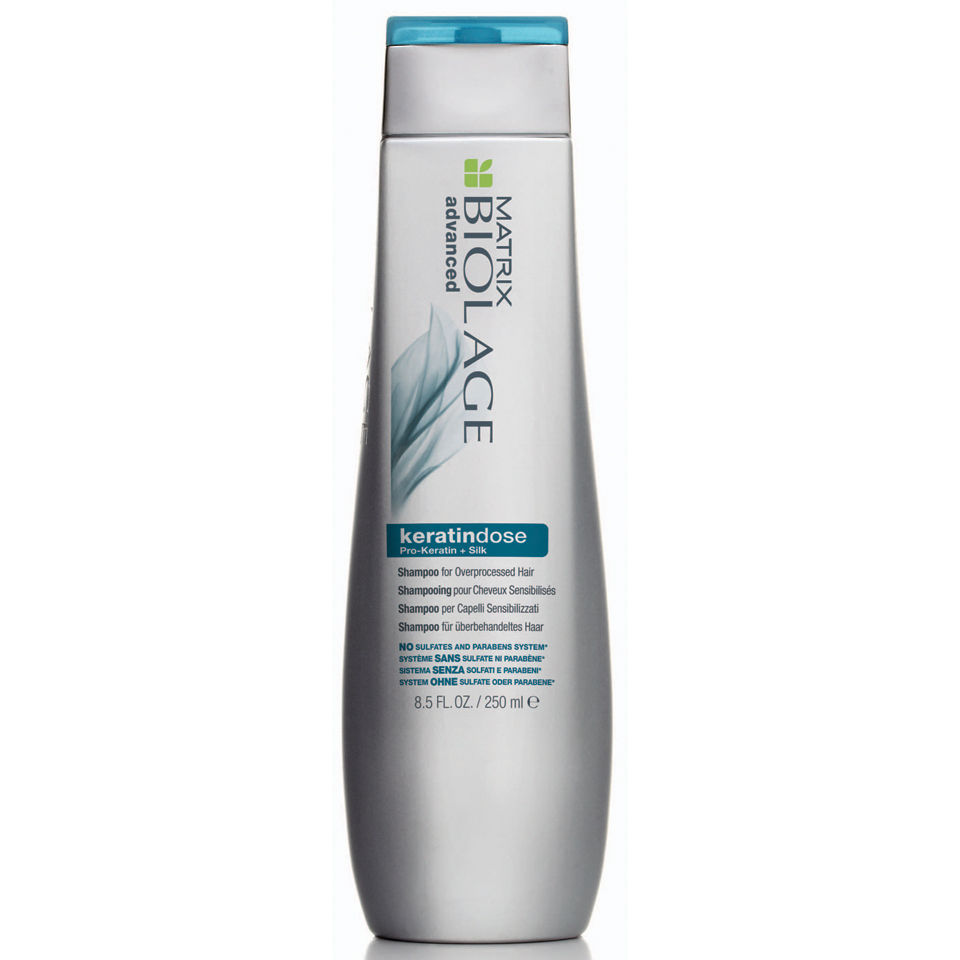 MATRIX
BIOLAGE
advanced
keratindose
Pro-Keratin + Silk
Shampoo for Overprocessed Hair
Shampooing pour Cheveux Sensibilisés
Shampoo per Capelli Sensibilizzati
Shampoo für überbehandeltes Haar
NO SULFATES AND PARABENS SYSTEM*
SYSTÈME SANS SULFATE NI PARABÈNE*
SISTEMA SENZA SOLFATI E PARABENI*
SYSTEM OHNE SULFATE ODER PARABENE*
8.5 FL. OZ. / 250 ml ℮